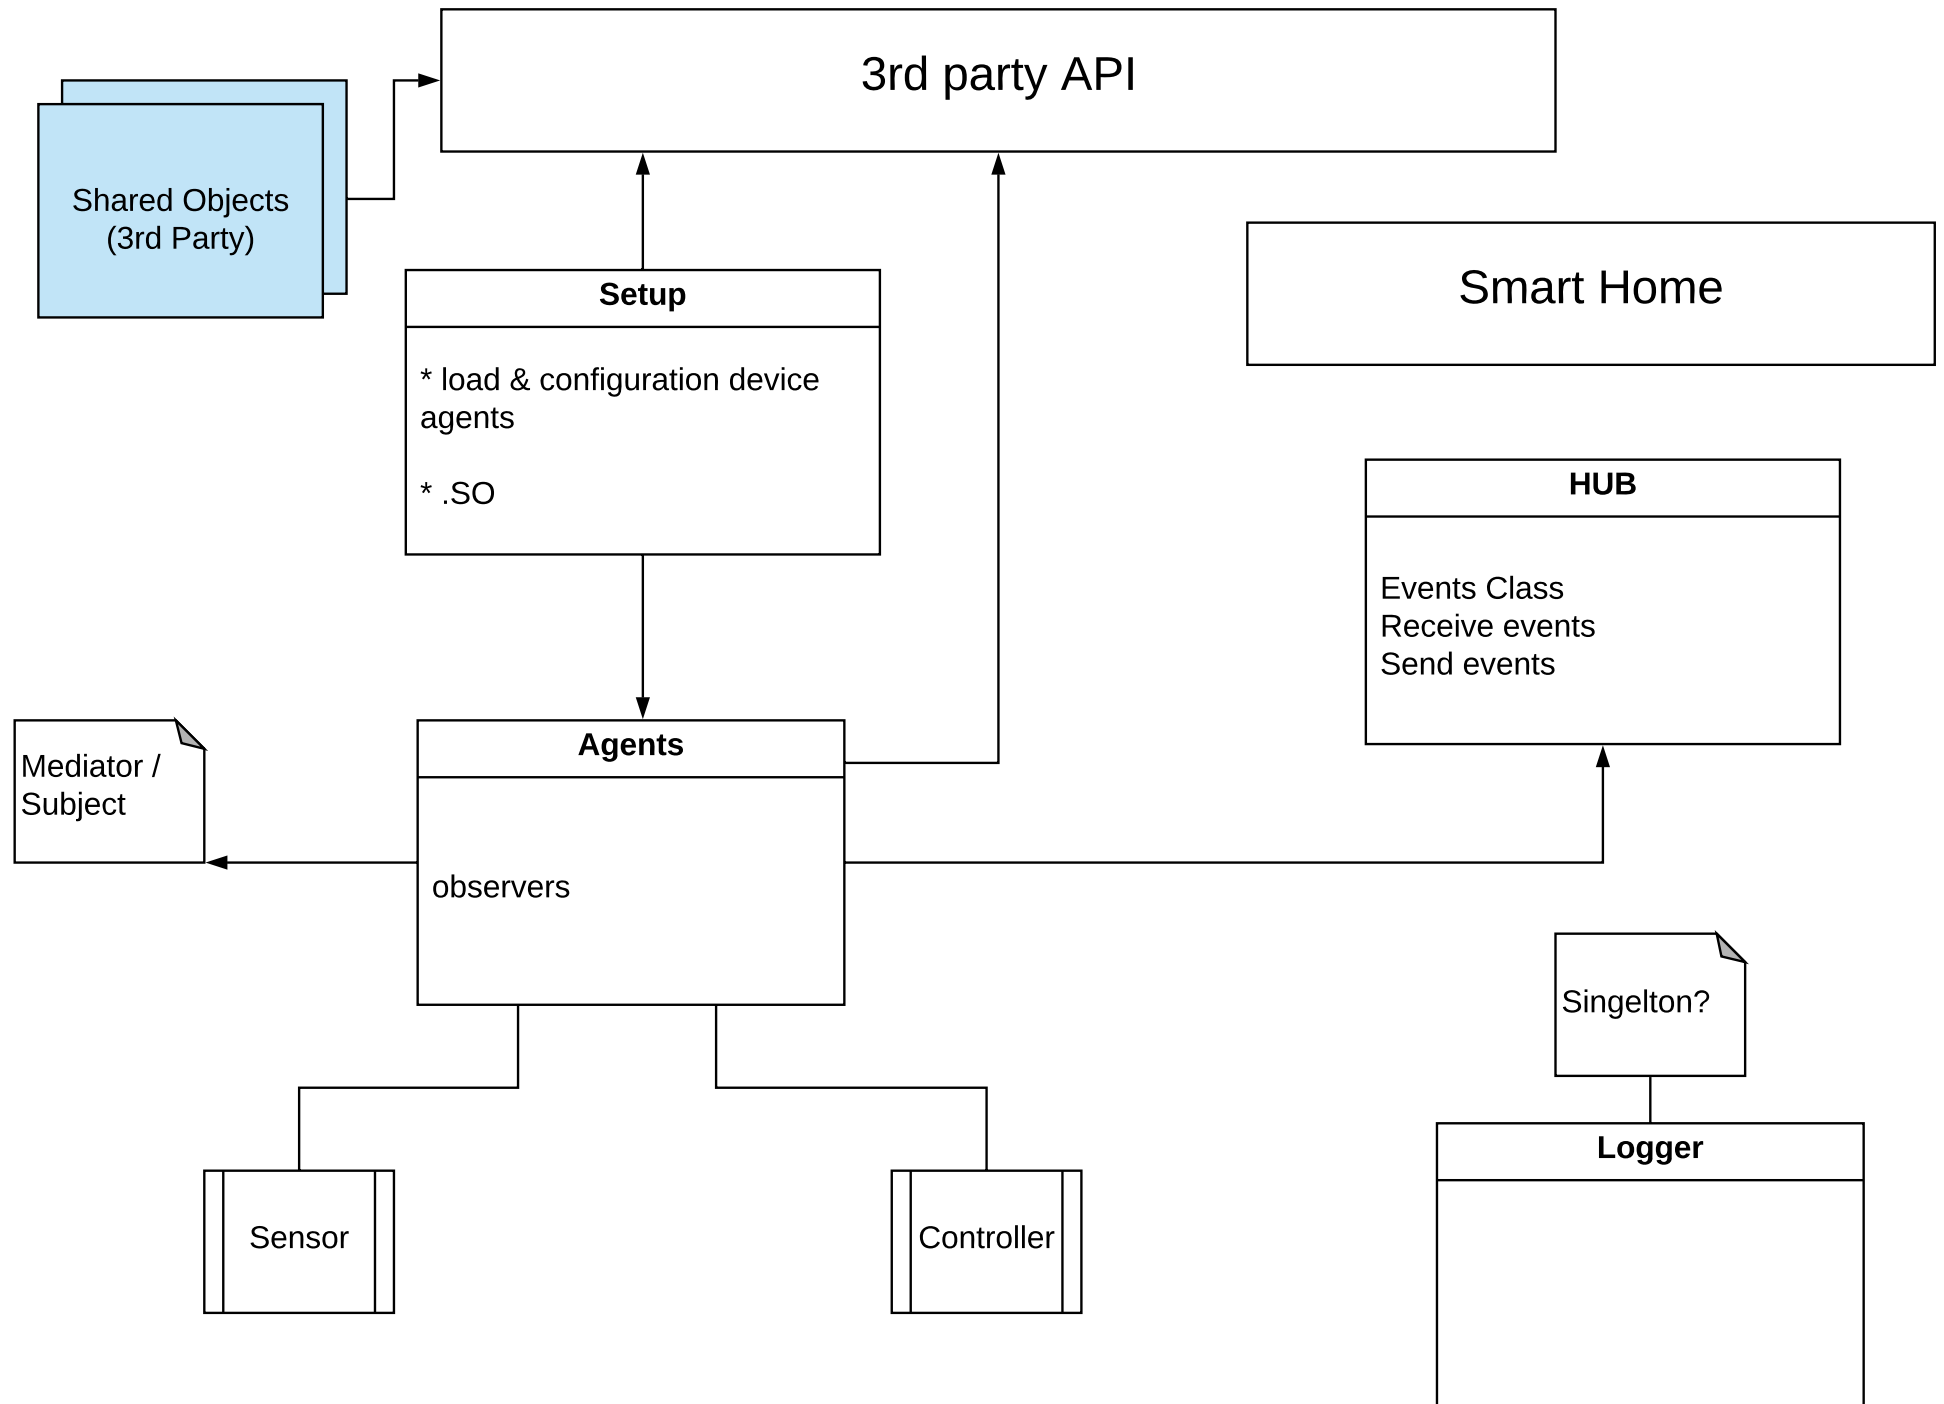 3rd party API
Shared Objects
(3rd Party)
Smart Home
Setup
* load & configuration device
agents
* .SO
HUB
Events Class
Receive events
Send events
Mediator /
Subject
Agents
observers
Singelton?
Logger
Sensor
Controller